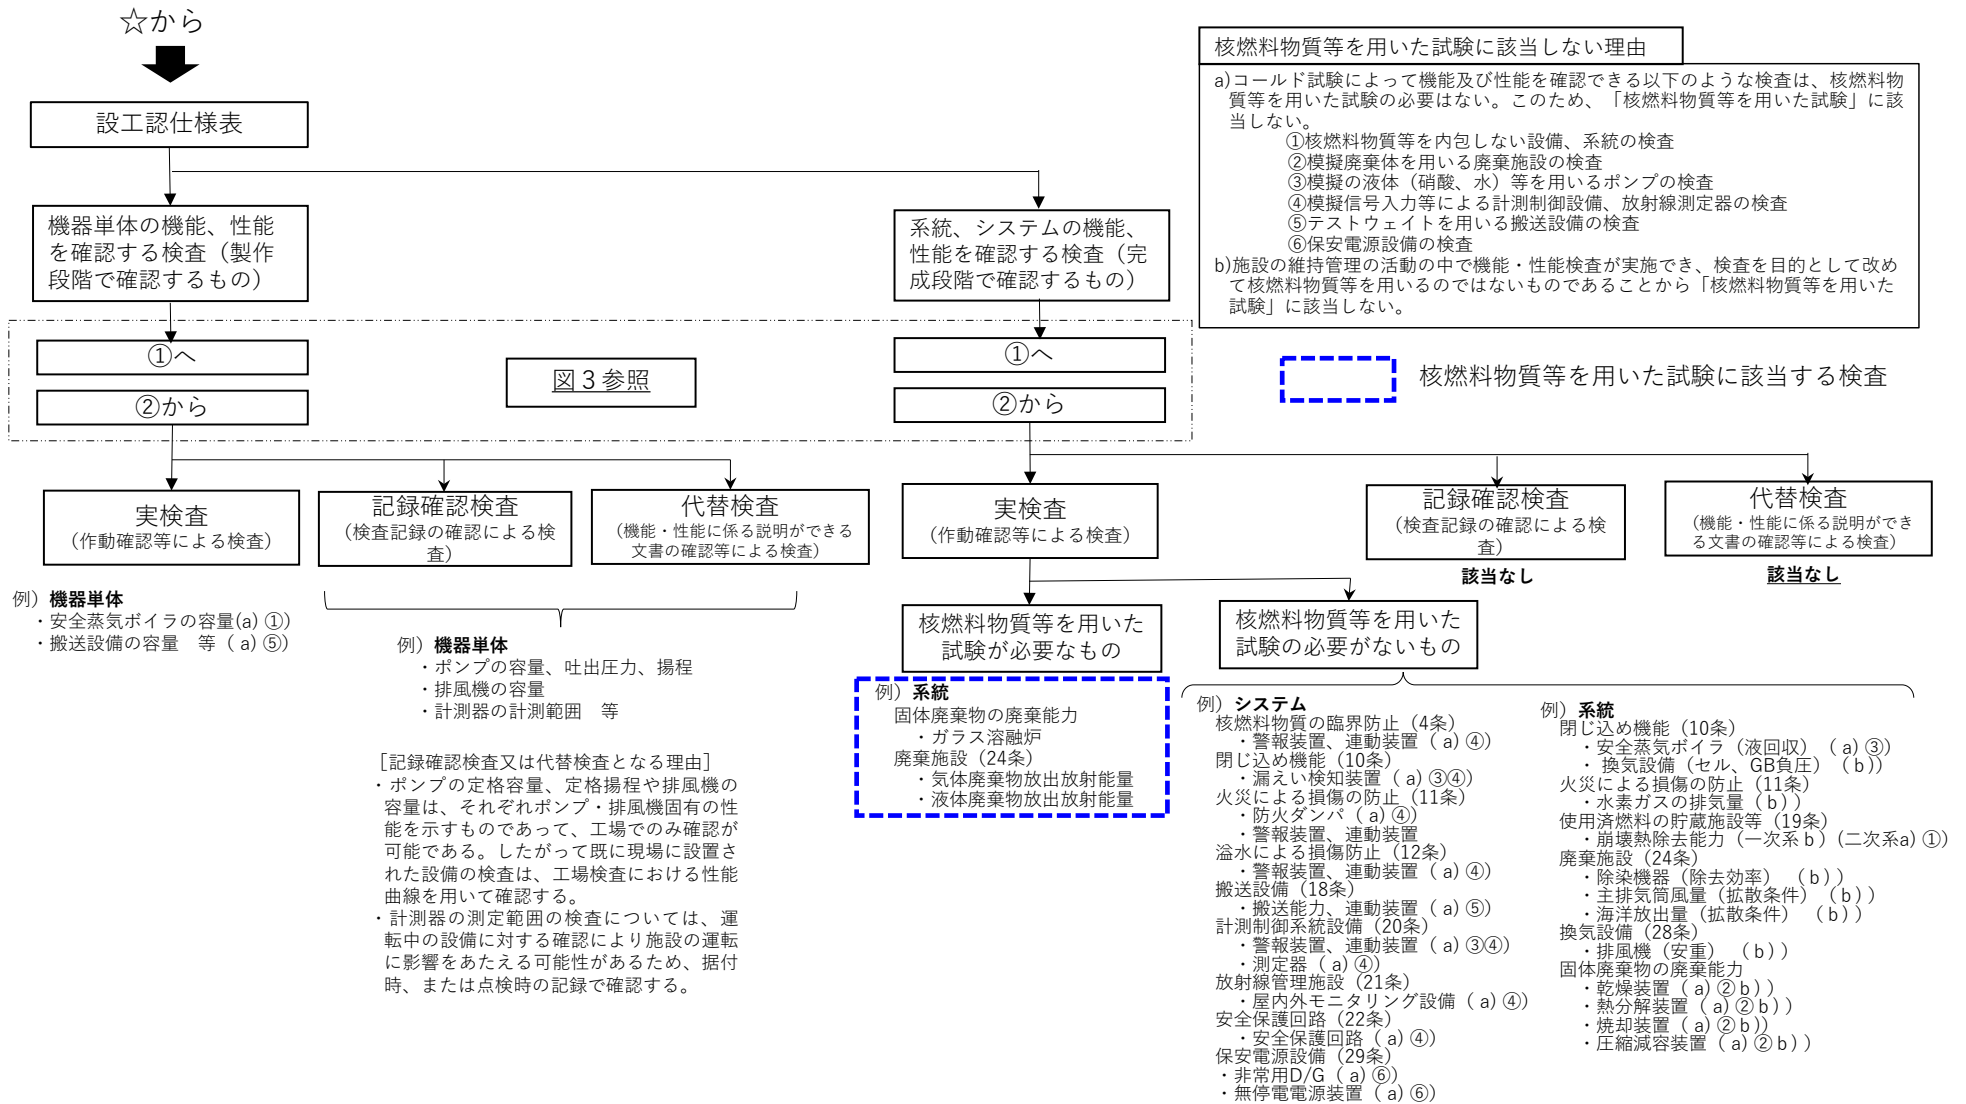 ☆から
設工認仕様表
機器単体の機能、性能
を確認する検査（製作
段階で確認するもの）
系統、システムの機能、
性能を確認する検査（完
成段階で確認するもの）
核燃料物質等を用いた試験に該当しない理由
a)コールド試験によって機能及び性能を確認できる以下のような検査は、核燃料物
質等を用いた試験の必要はない。このため、「核燃料物質等を用いた試験」に該
当しない。
①核燃料物質等を内包しない設備、系統の検査
②模擬廃棄体を用いる廃棄施設の検査
③模擬の液体（硝酸、水）等を用いるポンプの検査
④模擬信号入力等による計測制御設備、放射線測定器の検査
⑤テストウェイトを用いる搬送設備の検査
⑥保安電源設備の検査
b)施設の維持管理の活動の中で機能・性能検査が実施でき、検査を目的として改め
て核燃料物質等を用いるのではないものであることから「核燃料物質等を用いた
試験」に該当しない。
①へ
②から
図３参照
①へ
②から
核燃料物質等を用いた試験に該当する検査
実検査
（作動確認等による検査）
記録確認検査
（検査記録の確認による検
査）
代替検査
（機能・性能に係る説明ができる
文書の確認等による検査）
実検査
（作動確認等による検査）
記録確認検査
（検査記録の確認による検
査）
該当なし
代替検査
（機能・性能に係る説明ができ
る文書の確認等による検査）
該当なし
例）機器単体
・安全蒸気ボイラの容量(a) ①）
・搬送設備の容量　等（ a) ⑤）
例）機器単体
・ポンプの容量、吐出圧力、揚程
・排風機の容量
・計測器の計測範囲　等
［記録確認検査又は代替検査となる理由］
・ポンプの定格容量、定格揚程や排風機の
容量は、それぞれポンプ・排風機固有の性
能を示すものであって、工場でのみ確認が
可能である。したがって既に現場に設置さ
れた設備の検査は、工場検査における性能
曲線を用いて確認する。
・計測器の測定範囲の検査については、運
転中の設備に対する確認により施設の運転
に影響をあたえる可能性があるため、据付
時、または点検時の記録で確認する。
核燃料物質等を用いた
試験が必要なもの
例）系統
固体廃棄物の廃棄能力
・ガラス溶融炉
廃棄施設（24条）
・気体廃棄物放出放射能量
・液体廃棄物放出放射能量
核燃料物質等を用いた
試験の必要がないもの
例）システム
核燃料物質の臨界防止（4条）
・警報装置、連動装置（ a) ④）
閉じ込め機能（10条）
・漏えい検知装置（ a) ③④）
火災による損傷の防止（11条）
・防火ダンパ（ a) ④）
・警報装置、連動装置
溢水による損傷防止（12条）
・警報装置、連動装置（ a) ④）
搬送設備（18条）
・搬送能力、連動装置（ a) ⑤）
計測制御系統設備（20条）
・警報装置、連動装置（ a) ③④）
・測定器（ a) ④）
放射線管理施設（21条）
・屋内外モニタリング設備（ a) ④）
安全保護回路（22条）
・安全保護回路（ a) ④）
保安電源設備（29条）
・非常用D/G（ a) ⑥）
・無停電電源装置（ a) ⑥）
例）系統
閉じ込め機能（10条）
・安全蒸気ボイラ（液回収）（ a) ③）
・ 換気設備（セル、GB負圧）（ b)）
火災による損傷の防止（11条）
・水素ガスの排気量（ b) ）
使用済燃料の貯蔵施設等（19条）
・崩壊熱除去能力（一次系 b ）(二次系a) ①）
廃棄施設（24条）
・除染機器（除去効率）（ b) ）
・主排気筒風量（拡散条件）（ b) ）
・海洋放出量（拡散条件）（ b) ）
換気設備（28条）
・排風機（安重）（ b) ）
固体廃棄物の廃棄能力
・乾燥装置（ a) ② b) ）
・熱分解装置（ a) ② b) ）
・焼却装置（ a) ② b)）
・圧縮減容装置（ a) ② b) ）